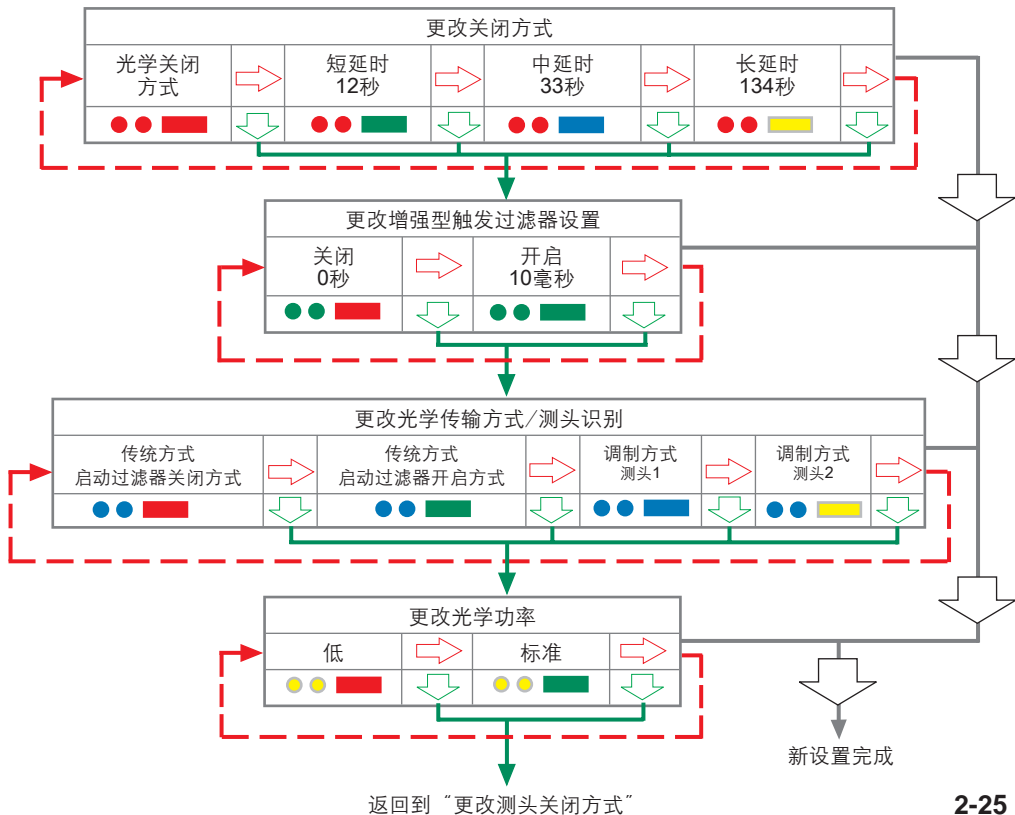 更改关闭方式
光学关闭
方式
短延时
12秒
中延时
33秒
长延时
134秒
更改增强型触发过滤器设置
关闭
0秒
开启
10毫秒
更改光学传输方式/测头识别
传统方式
启动过滤器关闭方式
传统方式
启动过滤器开启方式
调制方式
测头1
调制方式
测头2
更改光学功率
低
标准
新设置完成
返回到“更改测头关闭方式”
2-25